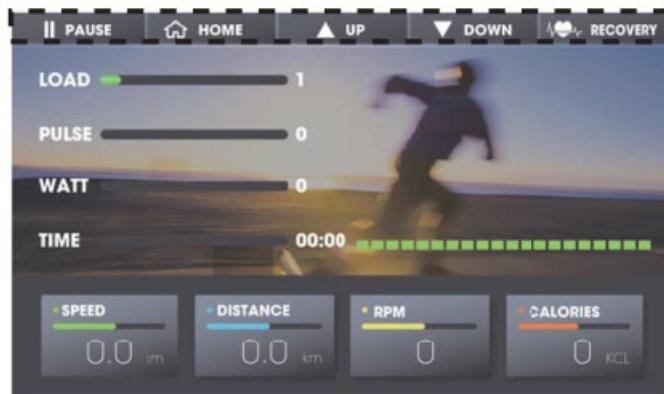 PAUSE HOME UP DOWN RECOVERY
LOAD 1
PULSE 0
WATT 0
TIME 00:00
SPEED DISTANCE RPM CALORIES
0.0 0.0 km 0 0 KCL